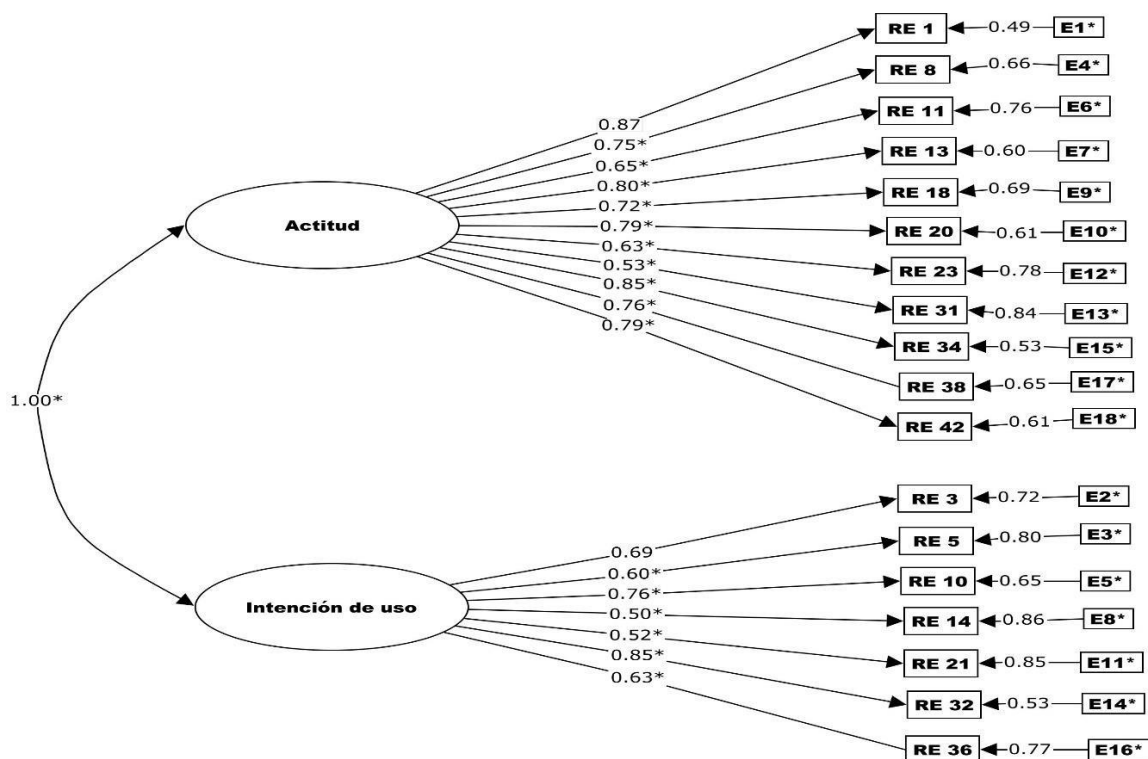 RE 1 0.49 E1*
RE 8 0.66 E4*
RE 11 0.76 E6*
0.87
0.75*
RE 13 0.60 E7*
0.65*
0.80*
RE 18 0.69 E9*
0.72*
Actitud 0.79* RE 20 0.61 E10*
0.63*
0.53*
RE 23 0.78 E12*
0.85*
0.76*
RE 31 0.84 E13*
0.79*
RE 34 0.53 E15*
RE 38 0.65 E17*
1.00*
RE 42 0.61 E18*
RE 3 0.72 E2*
RE 5 0.80 E3*
0.69
0.60*
RE 10 0.65 E5*
0.76*
Intención de uso 0.50* RE 14 0.86 E8*
0.52*
0.85*
RE 21 0.85 E11*
0.63*
RE 32 0.53 E14*
RE 36 0.77 E16*